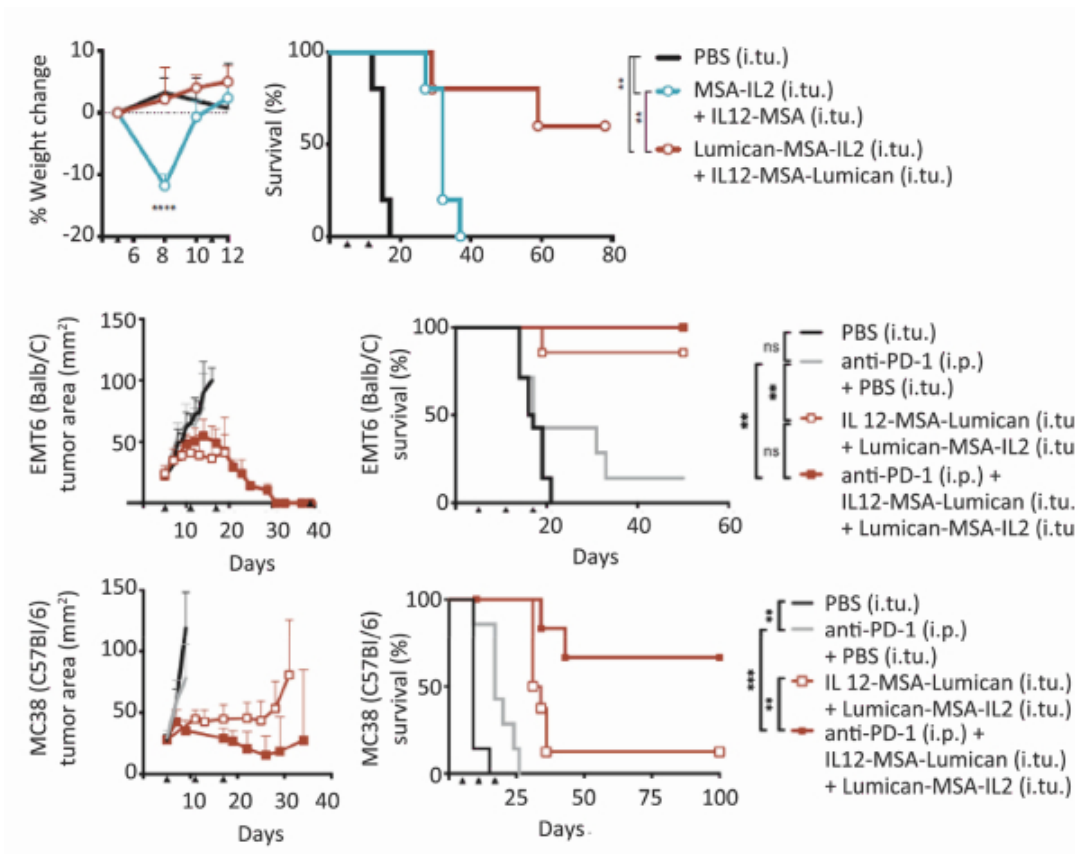 % Weight change
10
0
-10
-20
6
8
10
12
****
Survival (%)
100
50
0
20
40
60
80
**
**
PBS (i.tu.)
MSA-IL2 (i.tu.)
+ IL12-MSA (i.tu.)
Lumican-MSA-IL2 (i.tu.)
+ IL12-MSA-Lumican (i.tu.)
EMT6 (Balb/C)
tumor area (mm²)
150
100
50
10
20
30
40
Days
EMT6 (Balb/C)
survival (%)
100
50
0
20
40
60
Days
ns
**
**
ns
PBS (i.tu.)
anti-PD-1 (i.p.)
+ PBS (i.tu.)
IL 12-MSA-Lumican (i.tu
+ Lumican-MSA-IL2 (i.tu
anti-PD-1 (i.p.) +
IL12-MSA-Lumican (i.tu.
+ Lumican-MSA-IL2 (i.tu
MC38 (C57Bl/6)
tumor area (mm²)
150
100
50
0
10
20
30
40
Days
MC38 (C57Bl/6)
survival (%)
100
50
0
25
50
75
100
Days
**
***
**
PBS (i.tu.)
anti-PD-1 (i.p.)
+ PBS (i.tu.)
IL 12-MSA-Lumican (i.tu.)
+ Lumican-MSA-IL2 (i.tu.)
anti-PD-1 (i.p.) +
IL12-MSA-Lumican (i.tu.)
+ Lumican-MSA-IL2 (i.tu.)